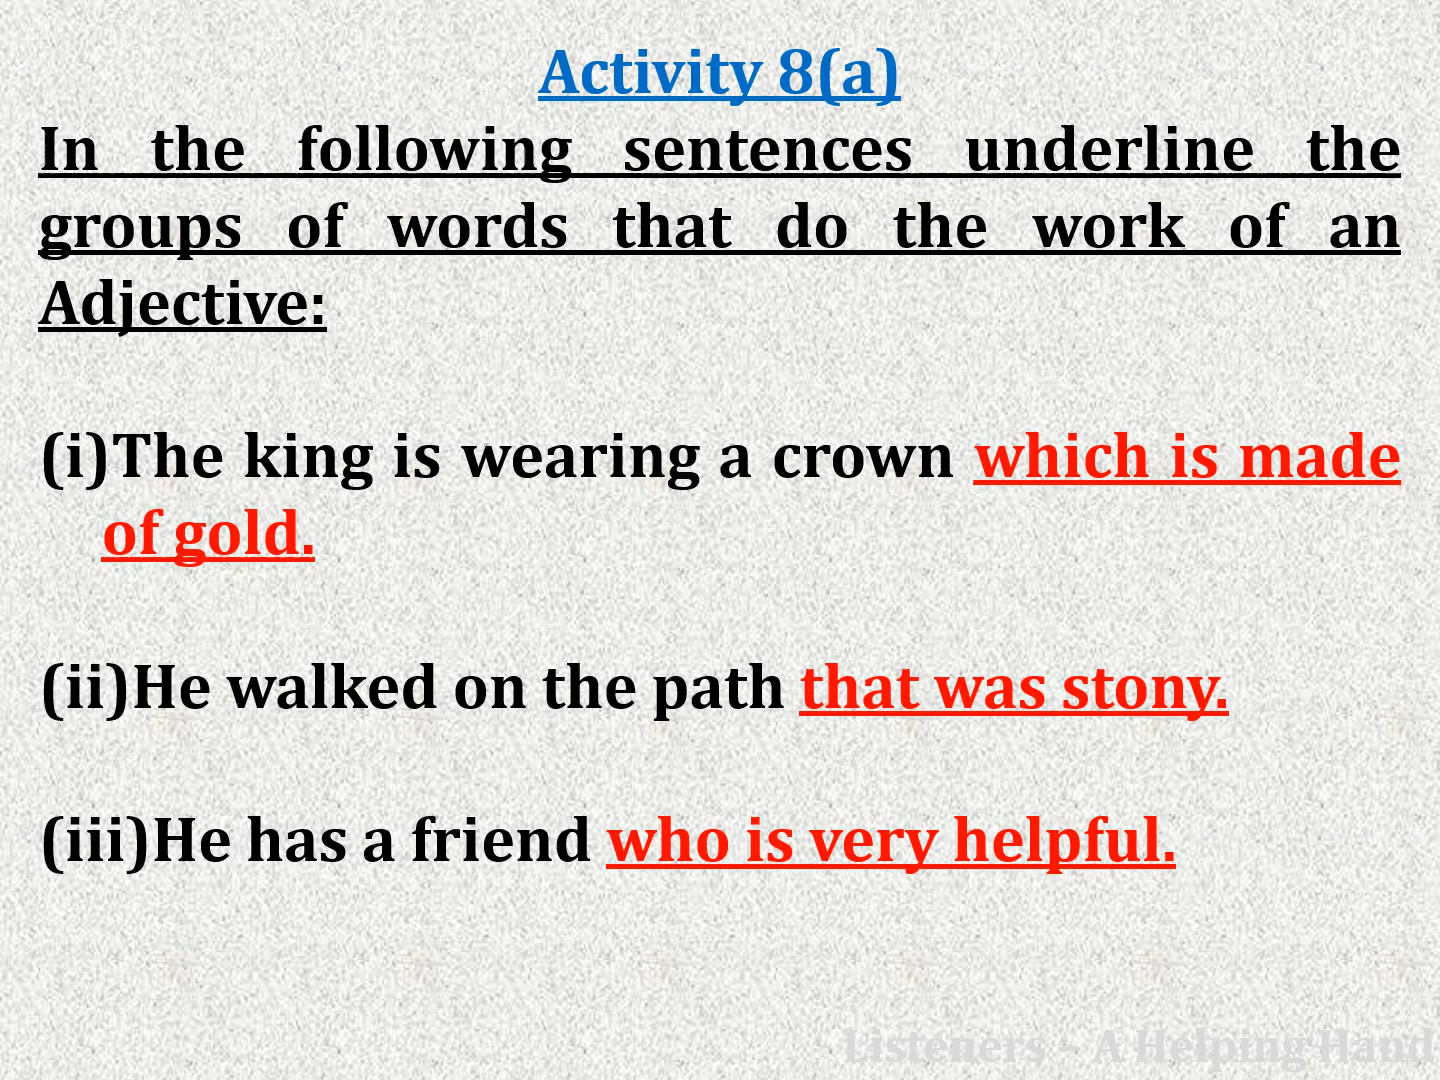 Activity 8(a)
In the following sentences underline the
groups of words that do the work of an
Adjective:
(i)The king is wearing a crown which is made
of gold.
(ii)He walked on the path that was stony.
(iii)He has a friend who is very helpful.
Listeners - A Helping Hand